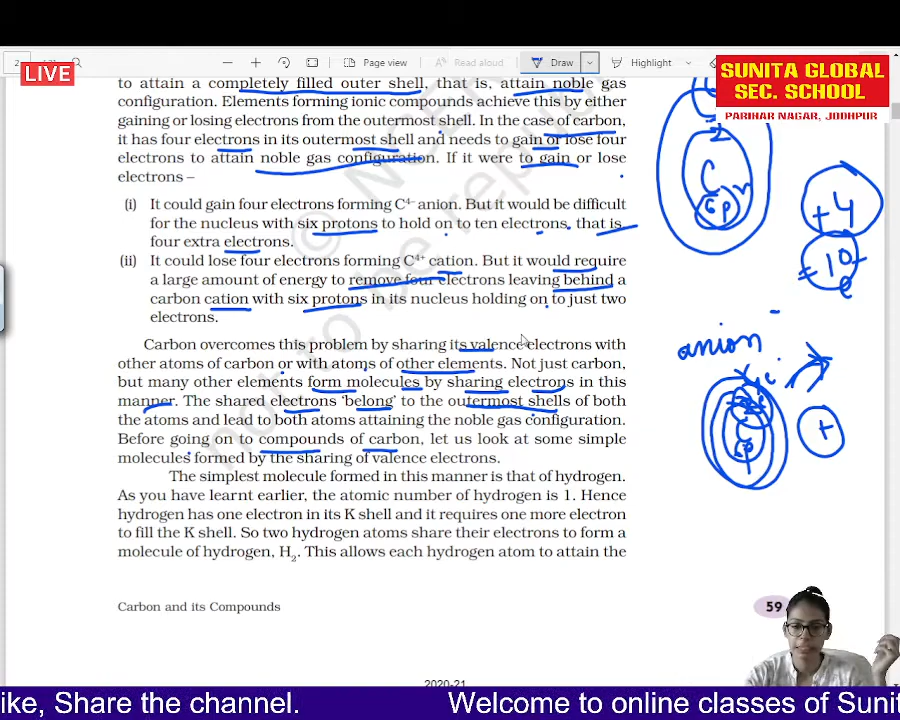 2
Page view
Read aloud
Draw
Highlight
LIVE
SUNITA GLOBAL
SEC. SCHOOL
PARIHAR NAGAR, JODHPUR
to attain a completely filled outer shell, that is, attain noble gas
configuration. Elements forming ionic compounds achieve this by either
gaining or losing electrons from the outermost shell. In the case of carbon,
it has four electrons in its outermost shell and needs to gain or lose four
electrons to attain noble gas configuration. If it were to gain or lose
electrons –
(i) It could gain four electrons forming C⁴⁻ anion. But it would be difficult
for the nucleus with six protons to hold on to ten electrons, that is,
four extra electrons.
(ii) It could lose four electrons forming C⁴⁺ cation. But it would require
a large amount of energy to remove four electrons leaving behind a
carbon cation with six protons in its nucleus holding on to just two
electrons.
Carbon overcomes this problem by sharing its valence electrons with
other atoms of carbon or with atoms of other elements. Not just carbon,
but many other elements form molecules by sharing electrons in this
manner. The shared electrons ‘belong’ to the outermost shells of both
the atoms and lead to both atoms attaining the noble gas configuration.
Before going on to compounds of carbon, let us look at some simple
molecules formed by the sharing of valence electrons.
The simplest molecule formed in this manner is that of hydrogen.
As you have learnt earlier, the atomic number of hydrogen is 1. Hence
hydrogen has one electron in its K shell and it requires one more electron
to fill the K shell. So two hydrogen atoms share their electrons to form a
molecule of hydrogen, H₂. This allows each hydrogen atom to attain the
2
C
6p
+4
=10
e
anion
6p
+
not to be
Carbon and its Compounds
59
2020-21
ike, Share the channel.
Welcome to online classes of Sunit